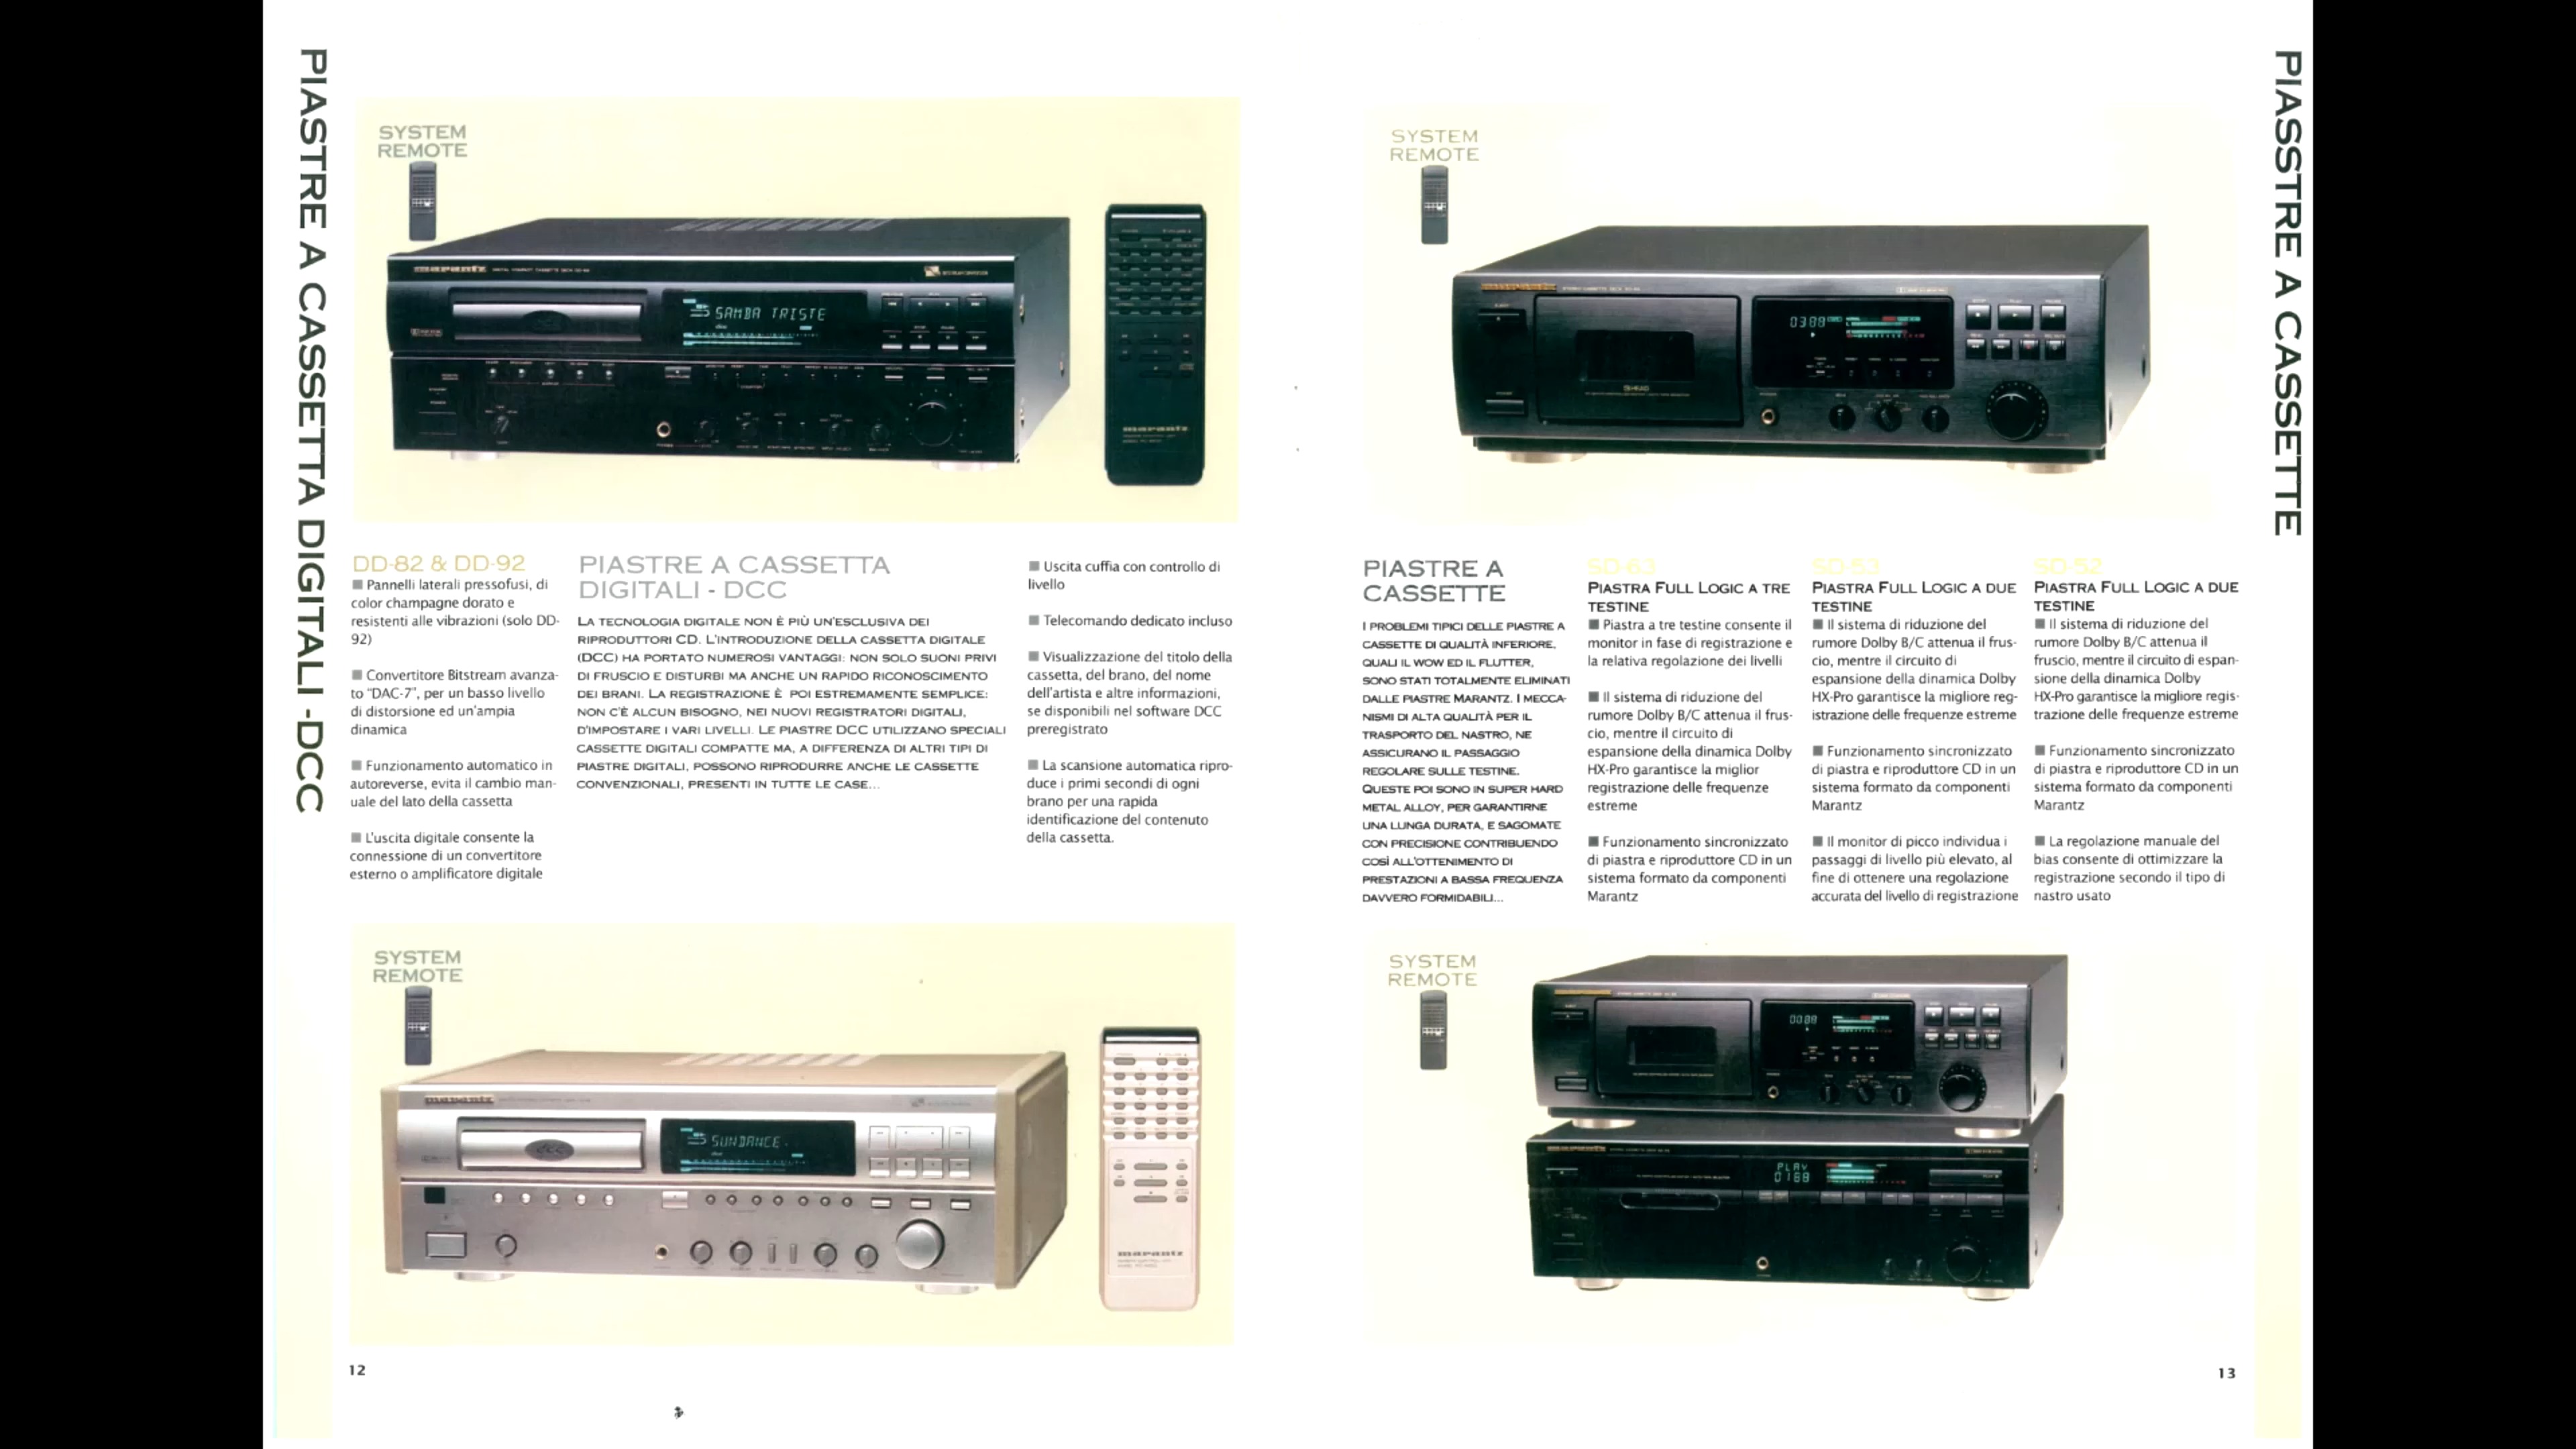 PIASTRE A CASSETTA DIGITALI -DCC
SYSTEM
REMOTE
marantz
SAMBA TRISTE
marantz
DD-82 & DD-92
■ Pannelli laterali pressofusi, di
color champagne dorato e
resistenti alle vibrazioni (solo DD-
92)
■ Convertitore Bitstream avanza-
to "DAC-7", per un basso livello
di distorsione ed un'ampia
dinamica
■ Funzionamento automatico in
autoreverse, evita il cambio man-
uale del lato della cassetta
■ L'uscita digitale consente la
connessione di un convertitore
esterno o amplificatore digitale
PIASTRE A CASSETTA
DIGITALI - DCC
LA TECNOLOGIA DIGITALE NON È PIÙ UN'ESCLUSIVA DEI
RIPRODUTTORI CD. L'INTRODUZIONE DELLA CASSETTA DIGITALE
(DCC) HA PORTATO NUMEROSI VANTAGGI: NON SOLO SUONI PRIVI
DI FRUSCIO E DISTURBI MA ANCHE UN RAPIDO RICONOSCIMENTO
DEI BRANI. LA REGISTRAZIONE È POI ESTREMAMENTE SEMPLICE:
NON C'È ALCUN BISOGNO, NEI NUOVI REGISTRATORI DIGITALI,
D'IMPOSTARE I VARI LIVELLI. LE PIASTRE DCC UTILIZZANO SPECIALI
CASSETTE DIGITALI COMPATTE MA, A DIFFERENZA DI ALTRI TIPI DI
PIASTRE DIGITALI, POSSONO RIPRODURRE ANCHE LE CASSETTE
CONVENZIONALI, PRESENTI IN TUTTE LE CASE...
■ Uscita cuffia con controllo di
livello
■ Telecomando dedicato incluso
■ Visualizzazione del titolo della
cassetta, del brano, del nome
dell'artista e altre informazioni,
se disponibili nel software DCC
preregistrato
■ La scansione automatica ripro-
duce i primi secondi di ogni
brano per una rapida
identificazione del contenuto
della cassetta.
SYSTEM
REMOTE
marantz
dcc
SUNDANCE
marantz
12
SYSTEM
REMOTE
marantz
0388
PIASTRE A CASSETTE
PIASTRE A
CASSETTE
I PROBLEMI TIPICI DELLE PIASTRE A
CASSETTE DI QUALITÀ INFERIORE,
QUALI IL WOW ED IL FLUTTER,
SONO STATI TOTALMENTE ELIMINATI
DALLE PIASTRE MARANTZ. I MECCA-
NISMI DI ALTA QUALITÀ PER IL
TRASPORTO DEL NASTRO, NE
ASSICURANO IL PASSAGGIO
REGOLARE SULLE TESTINE.
QUESTE POI SONO IN SUPER HARD
METAL ALLOY, PER GARANTIRNE
UNA LUNGA DURATA, E SAGOMATE
CON PRECISIONE CONTRIBUENDO
COSÌ ALL'OTTENIMENTO DI
PRESTAZIONI A BASSA FREQUENZA
DAVVERO FORMIDABILI...
SD-63
PIASTRA FULL LOGIC A TRE
TESTINE
■ Piastra a tre testine consente il
monitor in fase di registrazione e
la relativa regolazione dei livelli
■ Il sistema di riduzione del
rumore Dolby B/C attenua il frus-
cio, mentre il circuito di
espansione della dinamica Dolby
HX-Pro garantisce la miglior
registrazione delle frequenze
estreme
■ Funzionamento sincronizzato
di piastra e riproduttore CD in un
sistema formato da componenti
Marantz
SD-53
PIASTRA FULL LOGIC A DUE
TESTINE
■ Il sistema di riduzione del
rumore Dolby B/C attenua il frus-
cio, mentre il circuito di
espansione della dinamica Dolby
HX-Pro garantisce la migliore reg-
istrazione delle frequenze estreme
■ Funzionamento sincronizzato
di piastra e riproduttore CD in un
sistema formato da componenti
Marantz
■ Il monitor di picco individua i
passaggi di livello più elevato, al
fine di ottenere una regolazione
accurata del livello di registrazione
SD-52
PIASTRA FULL LOGIC A DUE
TESTINE
■ Il sistema di riduzione del
rumore Dolby B/C attenua il
fruscio, mentre il circuito di espan-
sione della dinamica Dolby
HX-Pro garantisce la migliore regis-
trazione delle frequenze estreme
■ Funzionamento sincronizzato
di piastra e riproduttore CD in un
sistema formato da componenti
Marantz
■ La regolazione manuale del
bias consente di ottimizzare la
registrazione secondo il tipo di
nastro usato
SYSTEM
REMOTE
0088
PLAY
0168
13